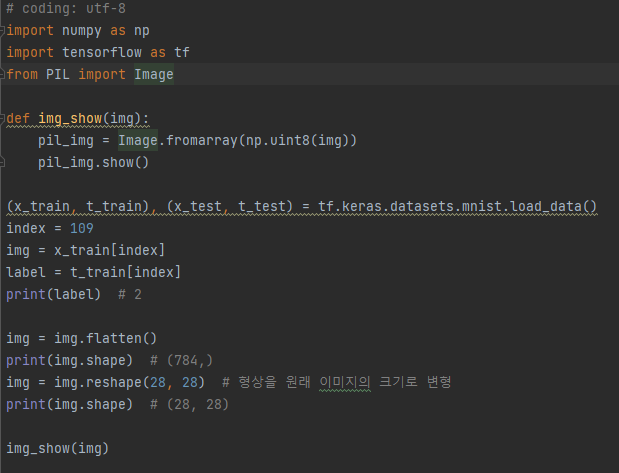 # coding: utf-8
import numpy as np
import tensorflow as tf
from PIL import Image
def img_show(img):
pil_img = Image.fromarray(np.uint8(img))
pil_img.show()
(x_train, t_train), (x_test, t_test) = tf.keras.datasets.mnist.load_data()
index = 109
img = x_train[index]
label = t_train[index]
print(label)  # 2
img = img.flatten()
print(img.shape)  # (784,)
img = img.reshape(28, 28)  # 형상을 원래 이미지의 크기로 변형
print(img.shape)  # (28, 28)
img_show(img)